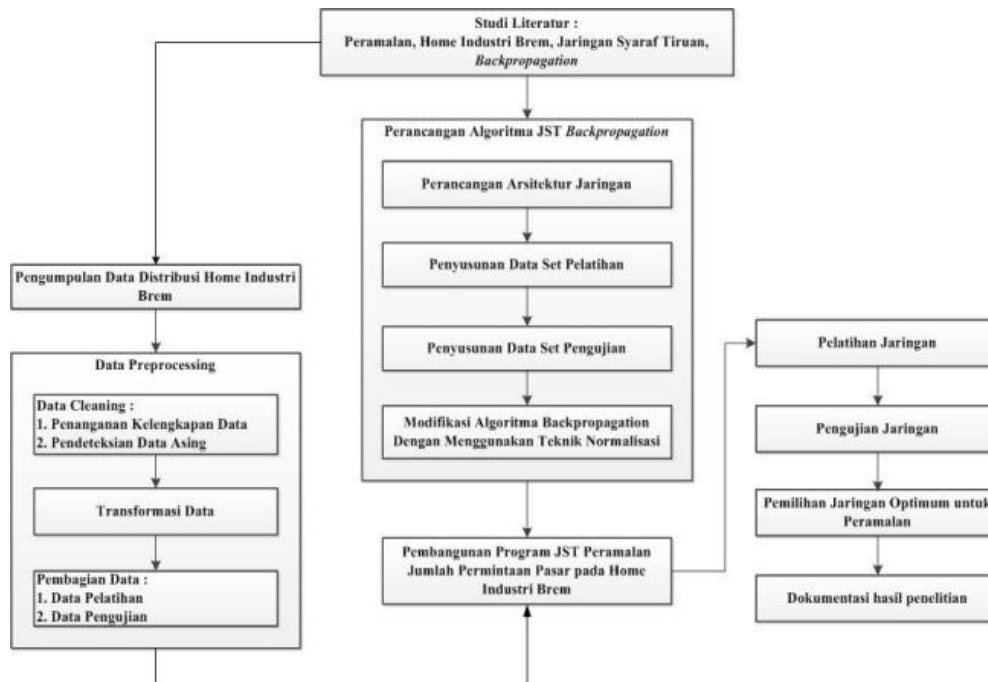 Studi Literatur :
Peramalan, Home Industri Brem, Jaringan Syaraf Tiruan,
Backpropagation
Perancangan Algoritma JST Backpropagation
Perancangan Arsitektur Jaringan
Penyusunan Data Set Pelatihan
Penyusunan Data Set Pengujian
Modifikasi Algoritma Backpropagation
Dengan Menggunakan Teknik Normalisasi
Pengumpulan Data Distribusi Home Industri
Brem
Data Preprocessing
Data Cleaning :
1. Penanganan Kelengkapan Data
2. Pendeteksian Data Asing
Transformasi Data
Pembagian Data :
1. Data Pelatihan
2. Data Pengujian
Pembangunan Program JST Peramalan
Jumlah Permintaan Pasar pada Home
Industri Brem
Pelatihan Jaringan
Pengujian Jaringan
Pemilihan Jaringan Optimum untuk
Peramalan
Dokumentasi hasil penelitian